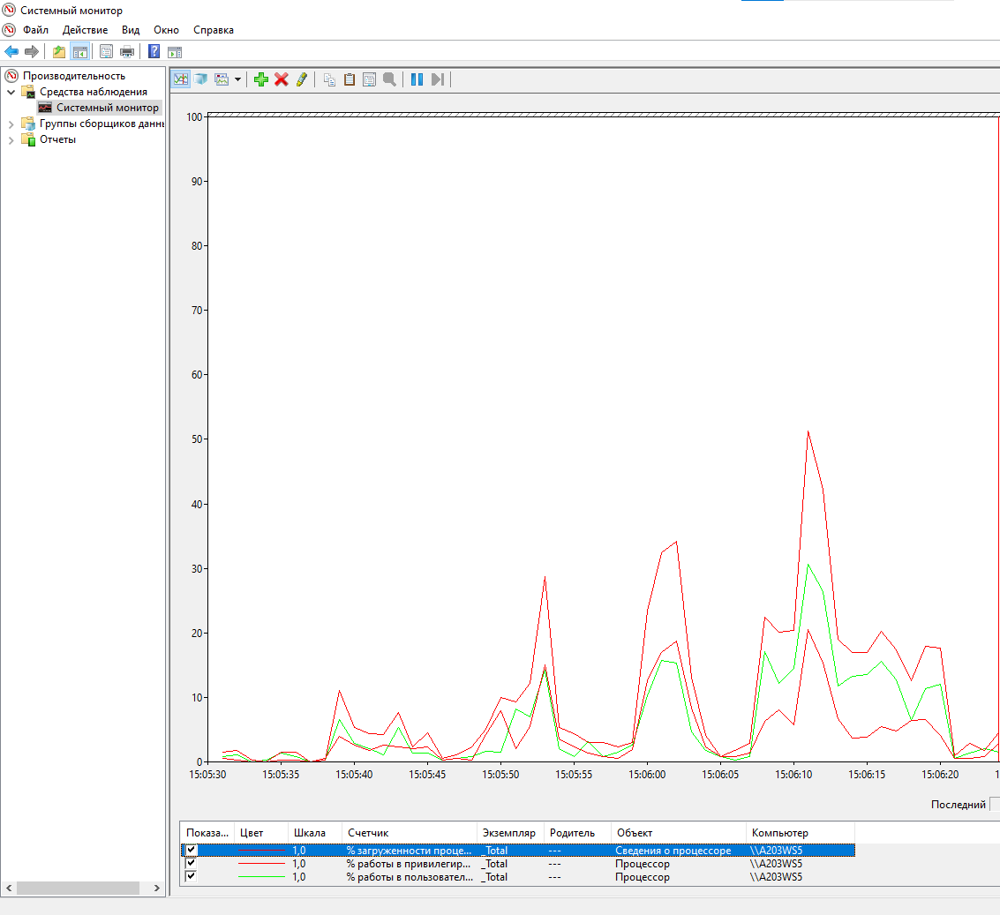 Системный монитор
Файл Действие Вид Окно Справка
Производительность
Средства наблюдения
Системный монитор
Группы сборщиков данн
Отчеты
100
90
80
70
60
50
40
30
20
10
0
15:05:30 15:05:35 15:05:40 15:05:45 15:05:50 15:05:55 15:06:00 15:06:05 15:06:10 15:06:15 15:06:20 1
Последний
Показа... Цвет Шкала Счетчик Экземпляр Родитель Объект Компьютер
1,0 % загруженности проце... _Total --- Сведения о процессоре \\A203WS5
1,0 % работы в привилегир... _Total --- Процессор \\A203WS5
1,0 % работы в пользовател... _Total --- Процессор \\A203WS5